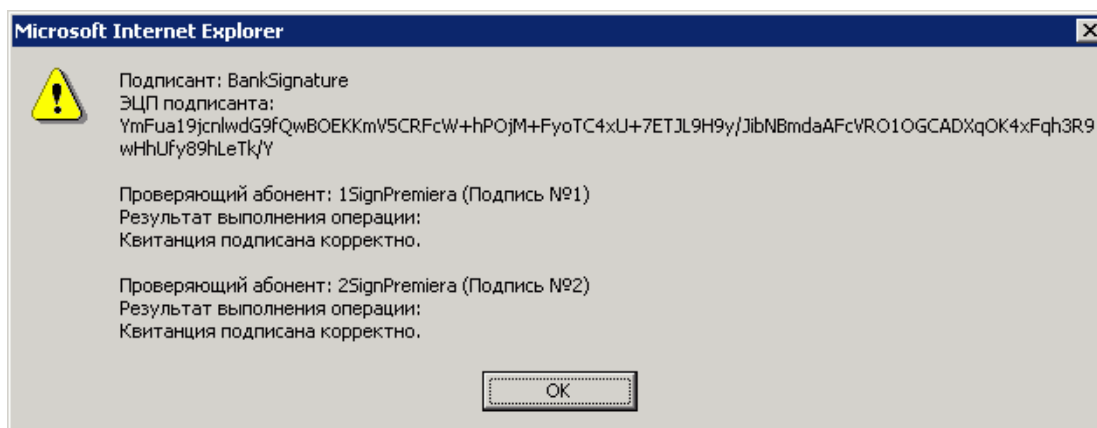 Microsoft Internet Explorer
Подписант: BankSignature
ЭЦП подписанта:
YmFua19jcnlwdG9fQwBOEKKmV5CRFcW+hPOjM+FyoTC4xU+7ETJL9H9y/JibNBmdaAFcVRO1OGCADXqOK4xFqh3R9
wHhUfy89hLeTk/Y
Проверяющий абонент: 1SignPremiera (Подпись №1)
Результат выполнения операции:
Квитанция подписана корректно.
Проверяющий абонент: 2SignPremiera (Подпись №2)
Результат выполнения операции:
Квитанция подписана корректно.
OK